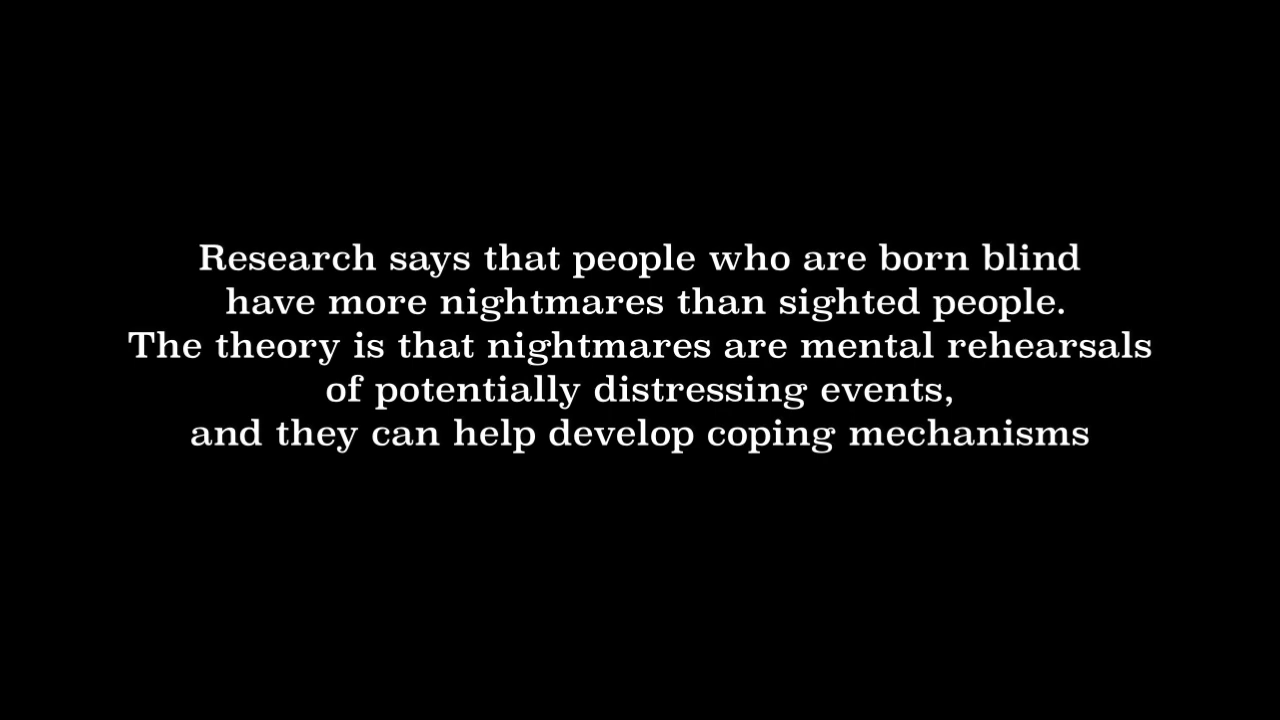 Research says that people who are born blind
have more nightmares than sighted people.
The theory is that nightmares are mental rehearsals
of potentially distressing events,
and they can help develop coping mechanisms